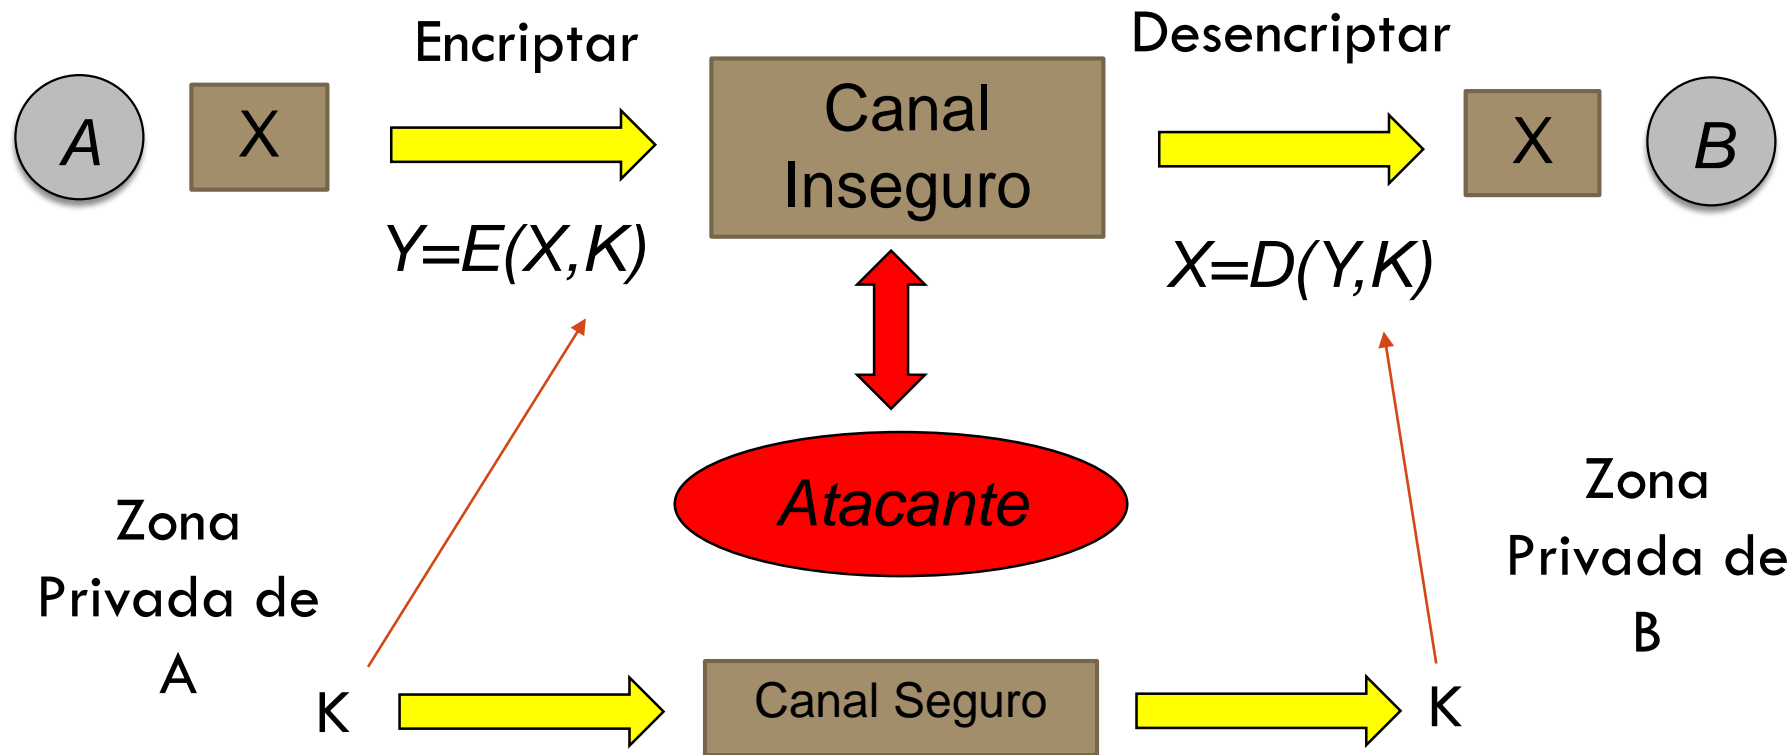 Encriptar
Desencriptar
A
X
Canal
Inseguro
X
B
Y=E(X,K)
X=D(Y,K)
Atacante
Zona
Privada de
A
Zona
Privada de
B
K
Canal Seguro
K